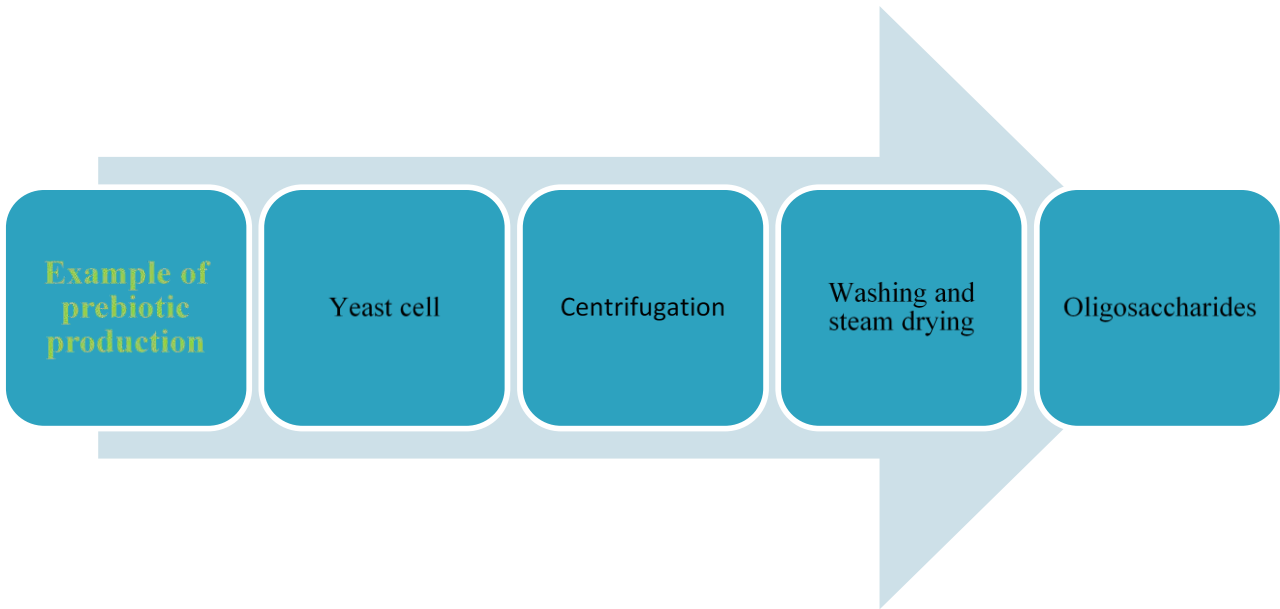 Example of
prebiotic
production
Yeast cell
Centrifugation
Washing and
steam drying
Oligosaccharides